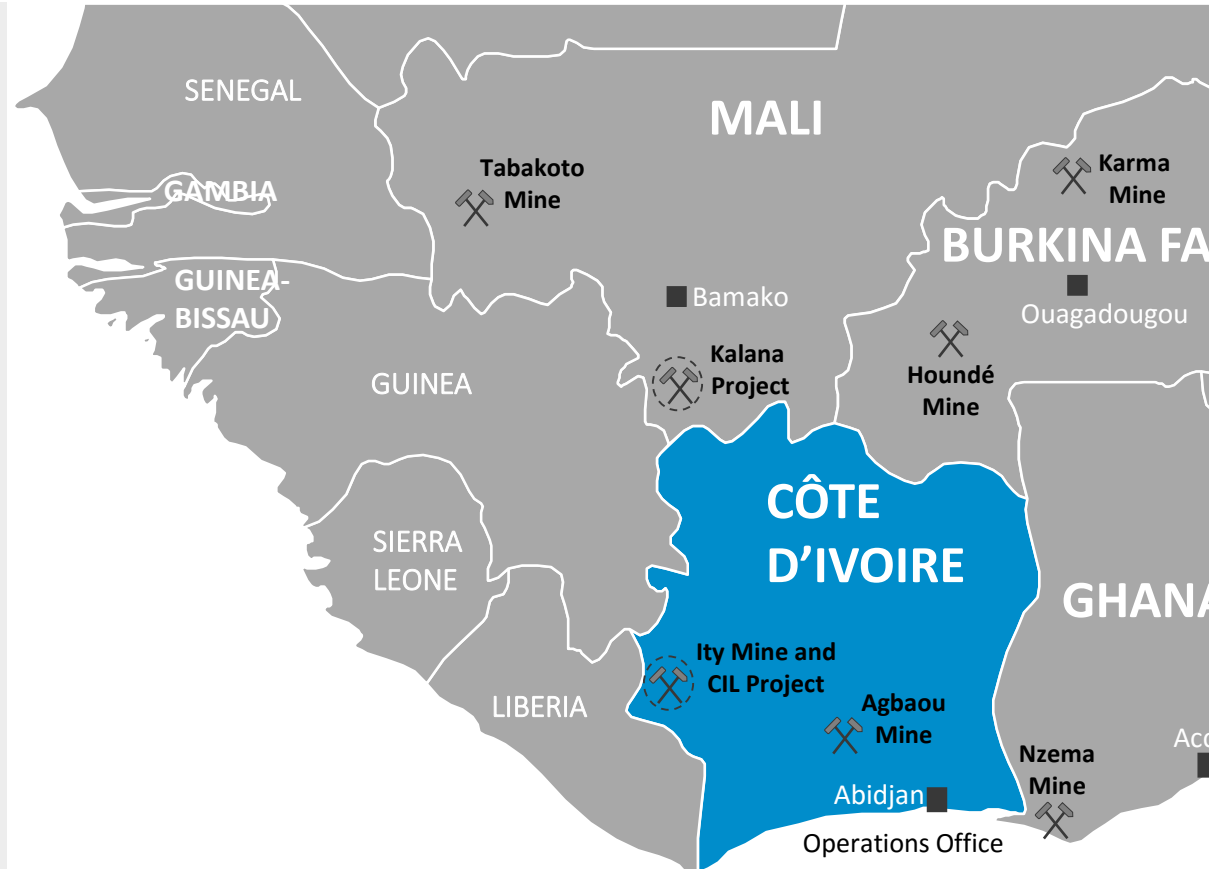 SENEGAL
MALI
Tabakoto
Mine
Karma
Mine
GAMBIA
BURKINA FA
GUINEA-
BISSAU
Bamako
Ouagadougou
Kalana
Project
Houndé
Mine
GUINEA
CÔTE
D’IVOIRE
SIERRA
LEONE
GHANA
Ity Mine and
CIL Project
LIBERIA
Agbaou
Mine
Acc
Nzema
Mine
Abidjan
Operations Office